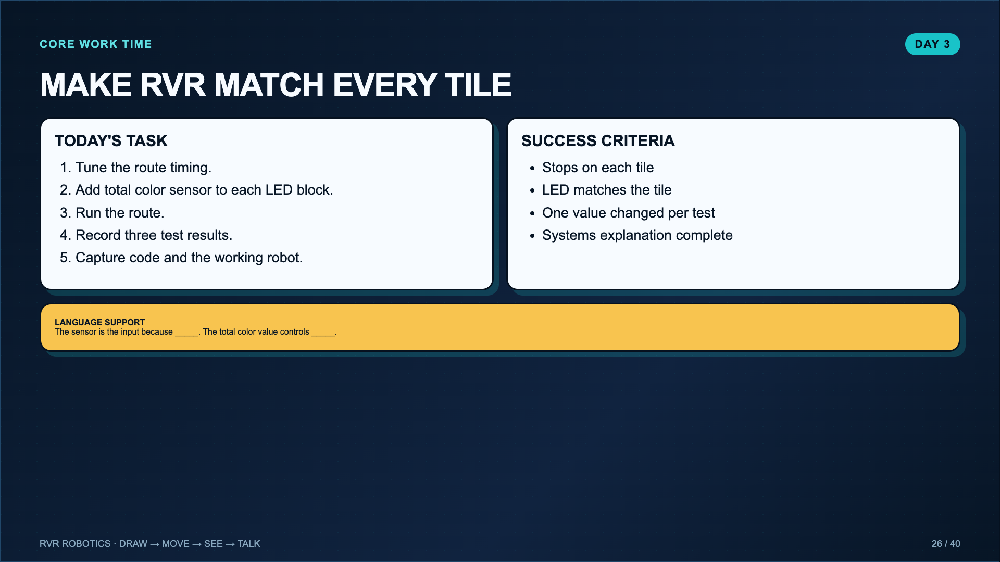 CORE WORK TIME
DAY 3
MAKE RVR MATCH EVERY TILE
TODAY'S TASK
1. Tune the route timing.
2. Add total color sensor to each LED block.
3. Run the route.
4. Record three test results.
5. Capture code and the working robot.
SUCCESS CRITERIA
• Stops on each tile
• LED matches the tile
• One value changed per test
• Systems explanation complete
LANGUAGE SUPPORT
The sensor is the input because _____. The total color value controls _____.
RVR ROBOTICS · DRAW → MOVE → SEE → TALK
26 / 40